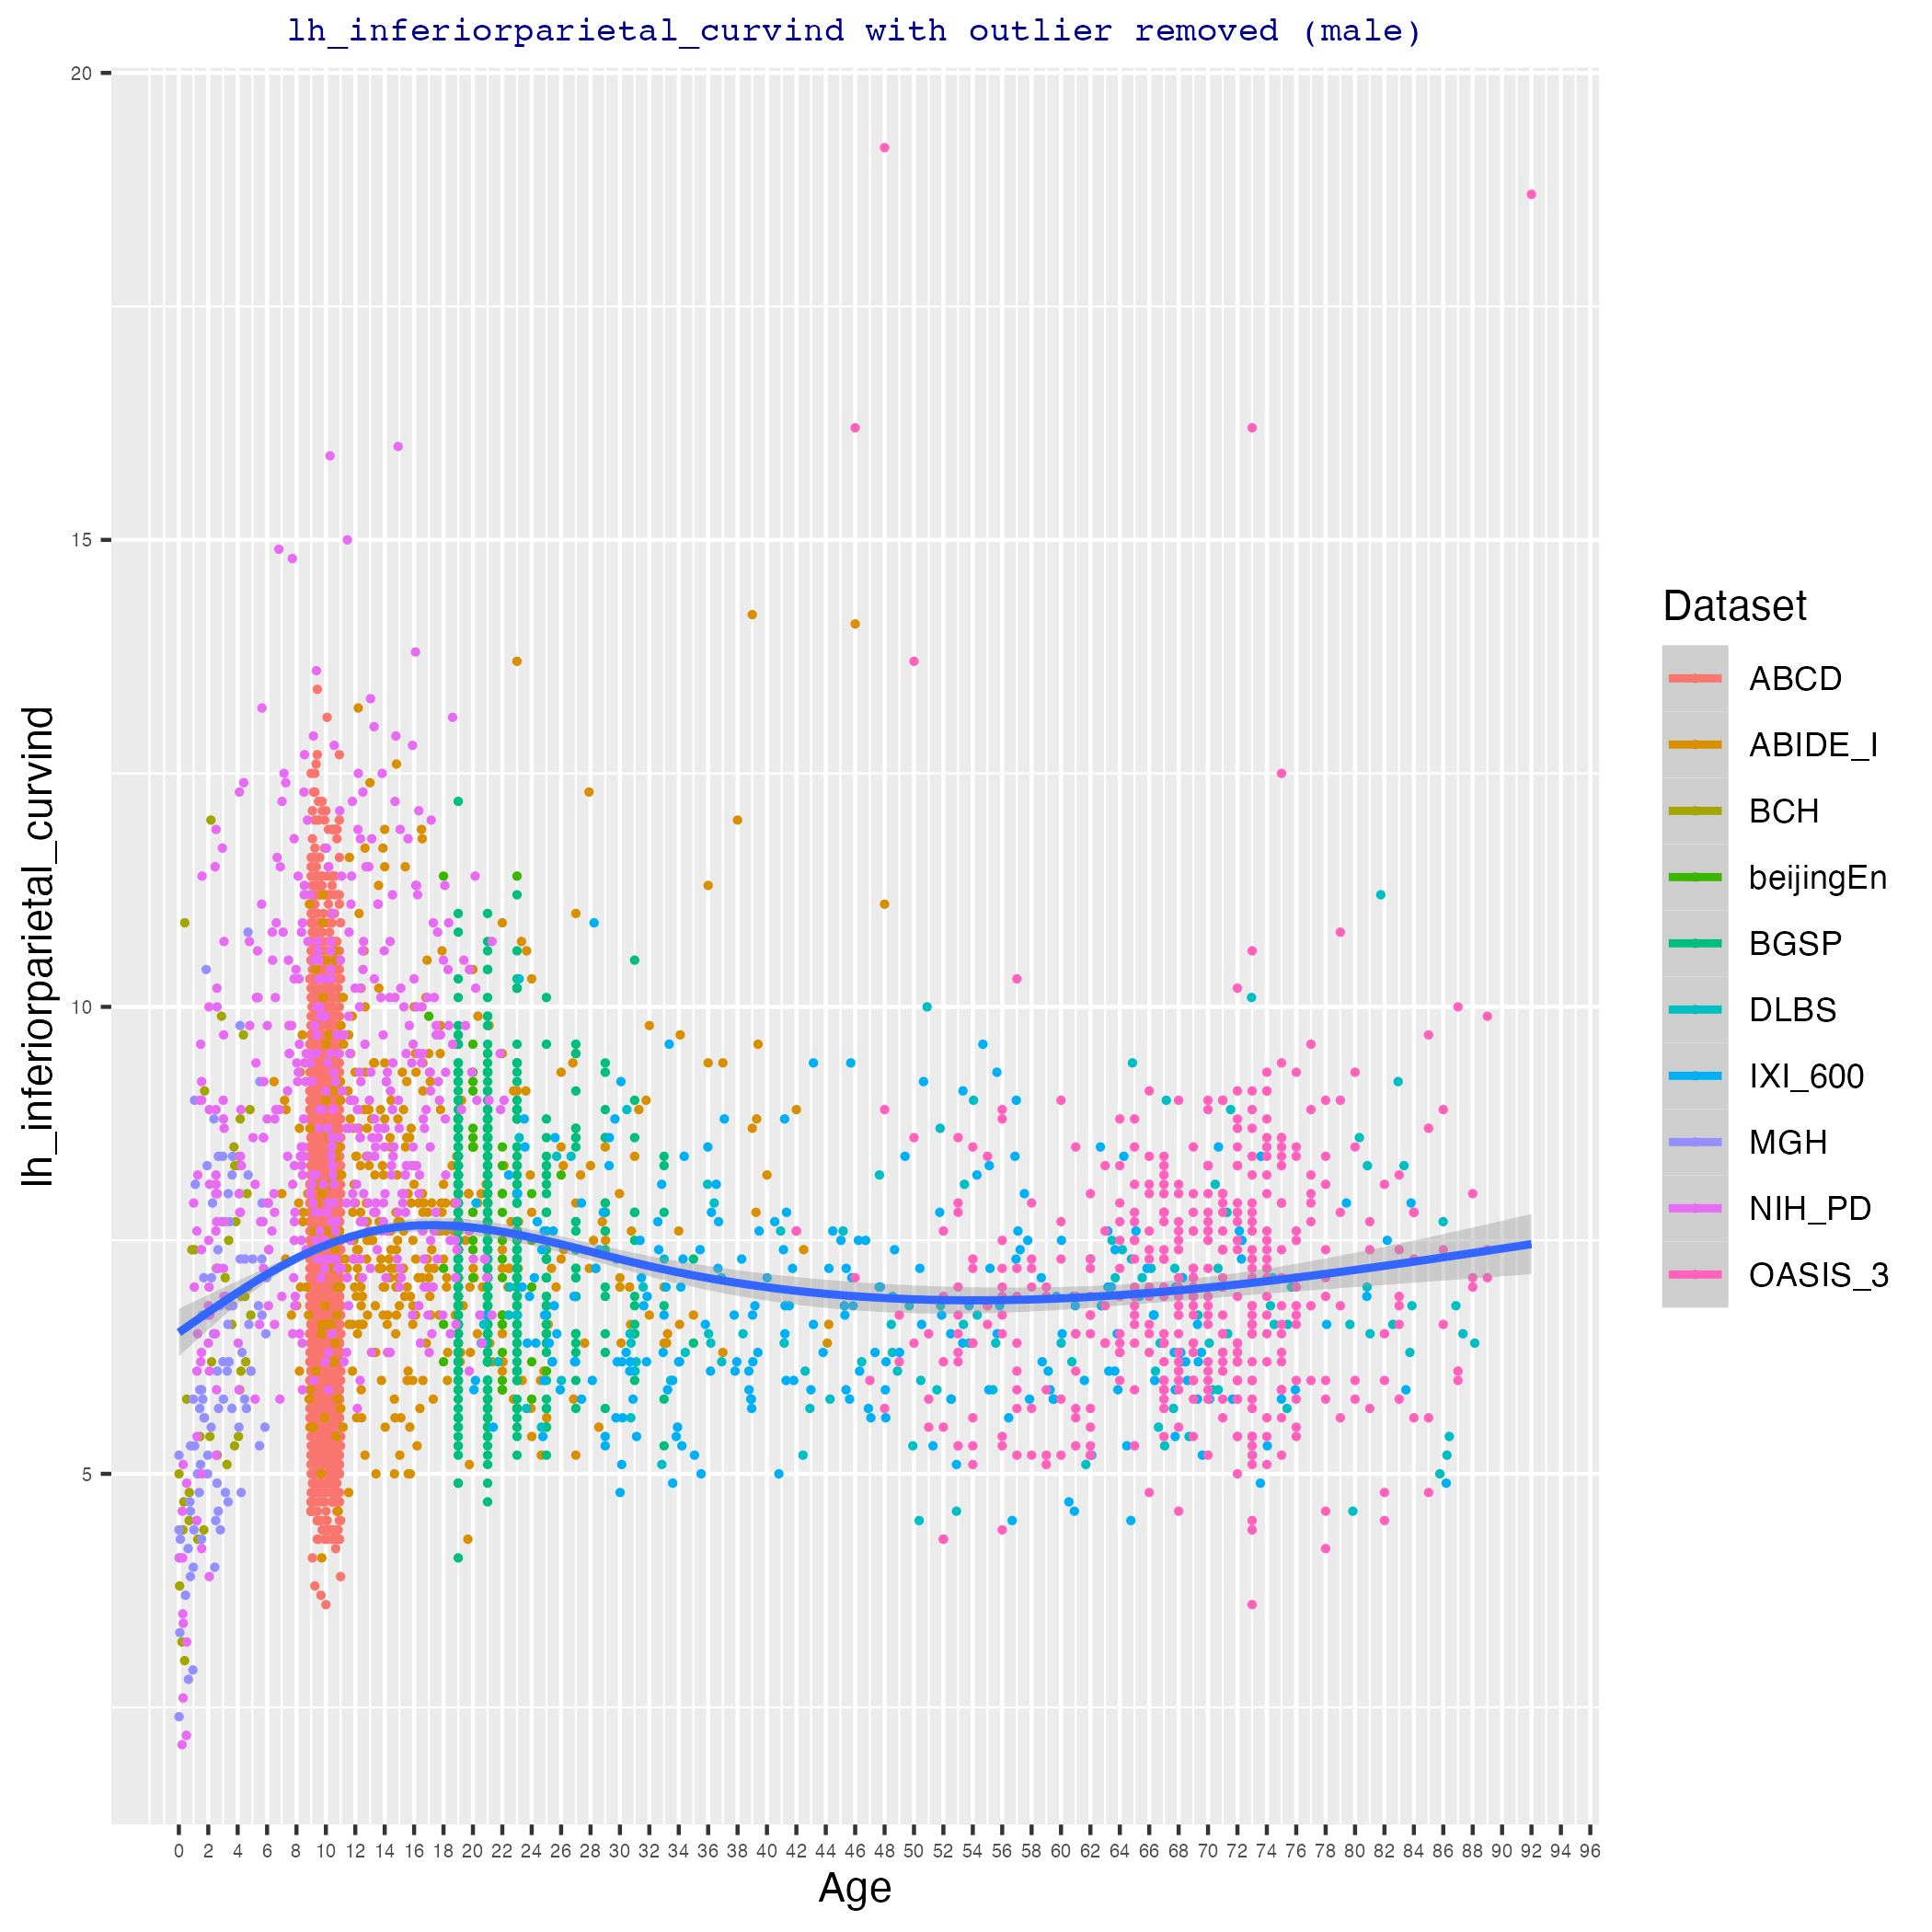 lh_inferiorparietal_curvind with outlier removed (male)
20
15
10
5
lh_inferiorparietal_curvind
0 2 4 6 8 10 12 14 16 18 20 22 24 26 28 30 32 34 36 38 40 42 44 46 48 50 52 54 56 58 60 62 64 66 68 70 72 74 76 78 80 82 84 86 88 90 92 94 96
Age
Dataset
ABCD
ABIDE_I
BCH
beijingEn
BGSP
DLBS
IXI_600
MGH
NIH_PD
OASIS_3